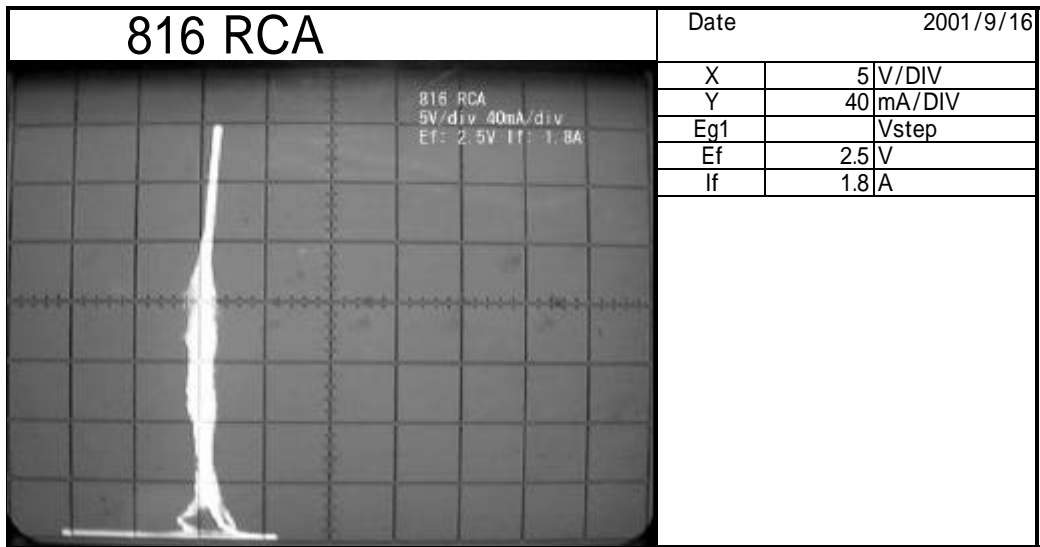 816 RCA
Date 2001/9/16
X 5 V/DIV
Y 40 mA/DIV
Eg1 Vstep
Ef 2.5 V
If 1.8 A
816 RCA
5V/div 40mA/div
Ef: 2.5V If: 1.8A